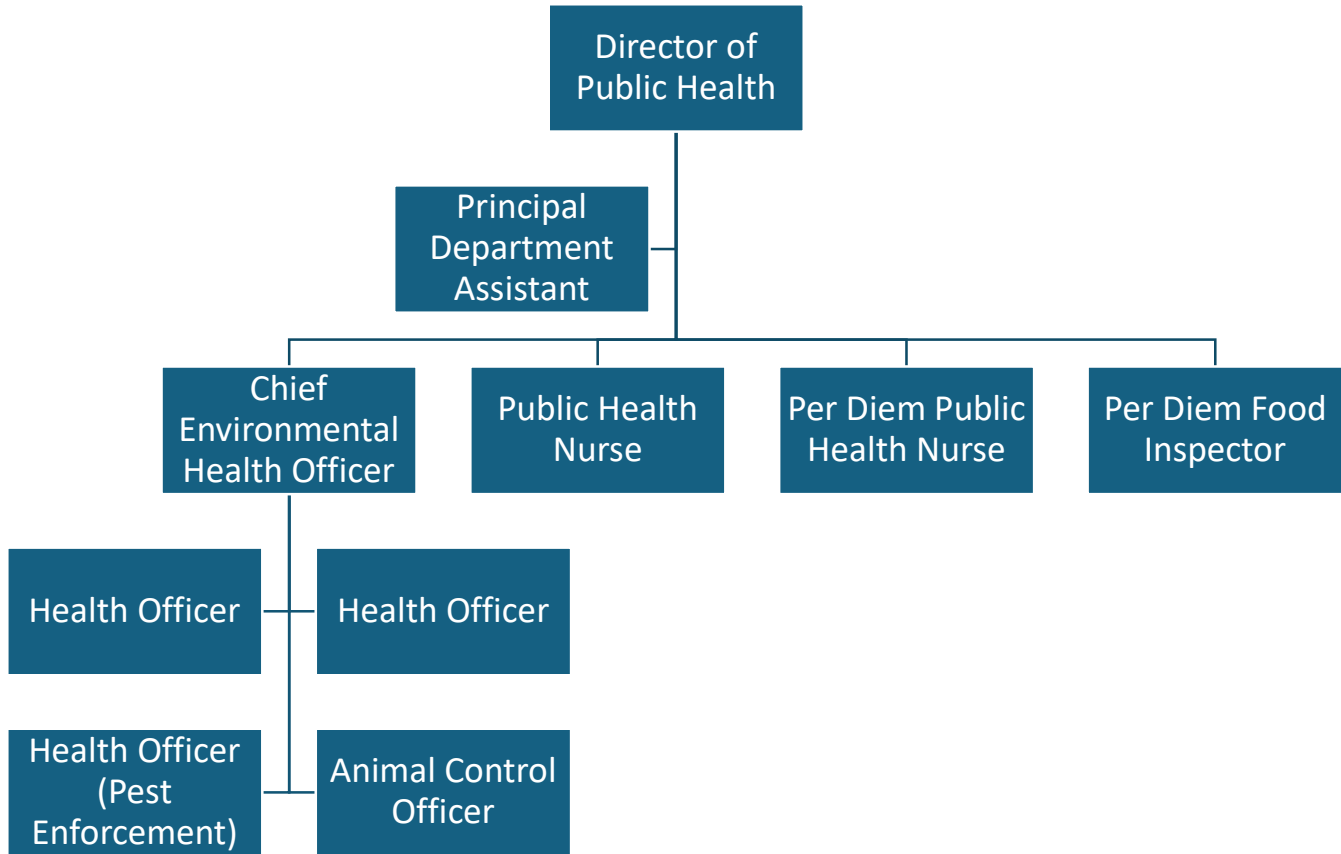 Director of
Public Health
Principal
Department
Assistant
Chief
Environmental
Health Officer
Public Health
Nurse
Per Diem Public
Health Nurse
Per Diem Food
Inspector
Health Officer
Health Officer
Health Officer
(Pest
Enforcement)
Animal Control
Officer